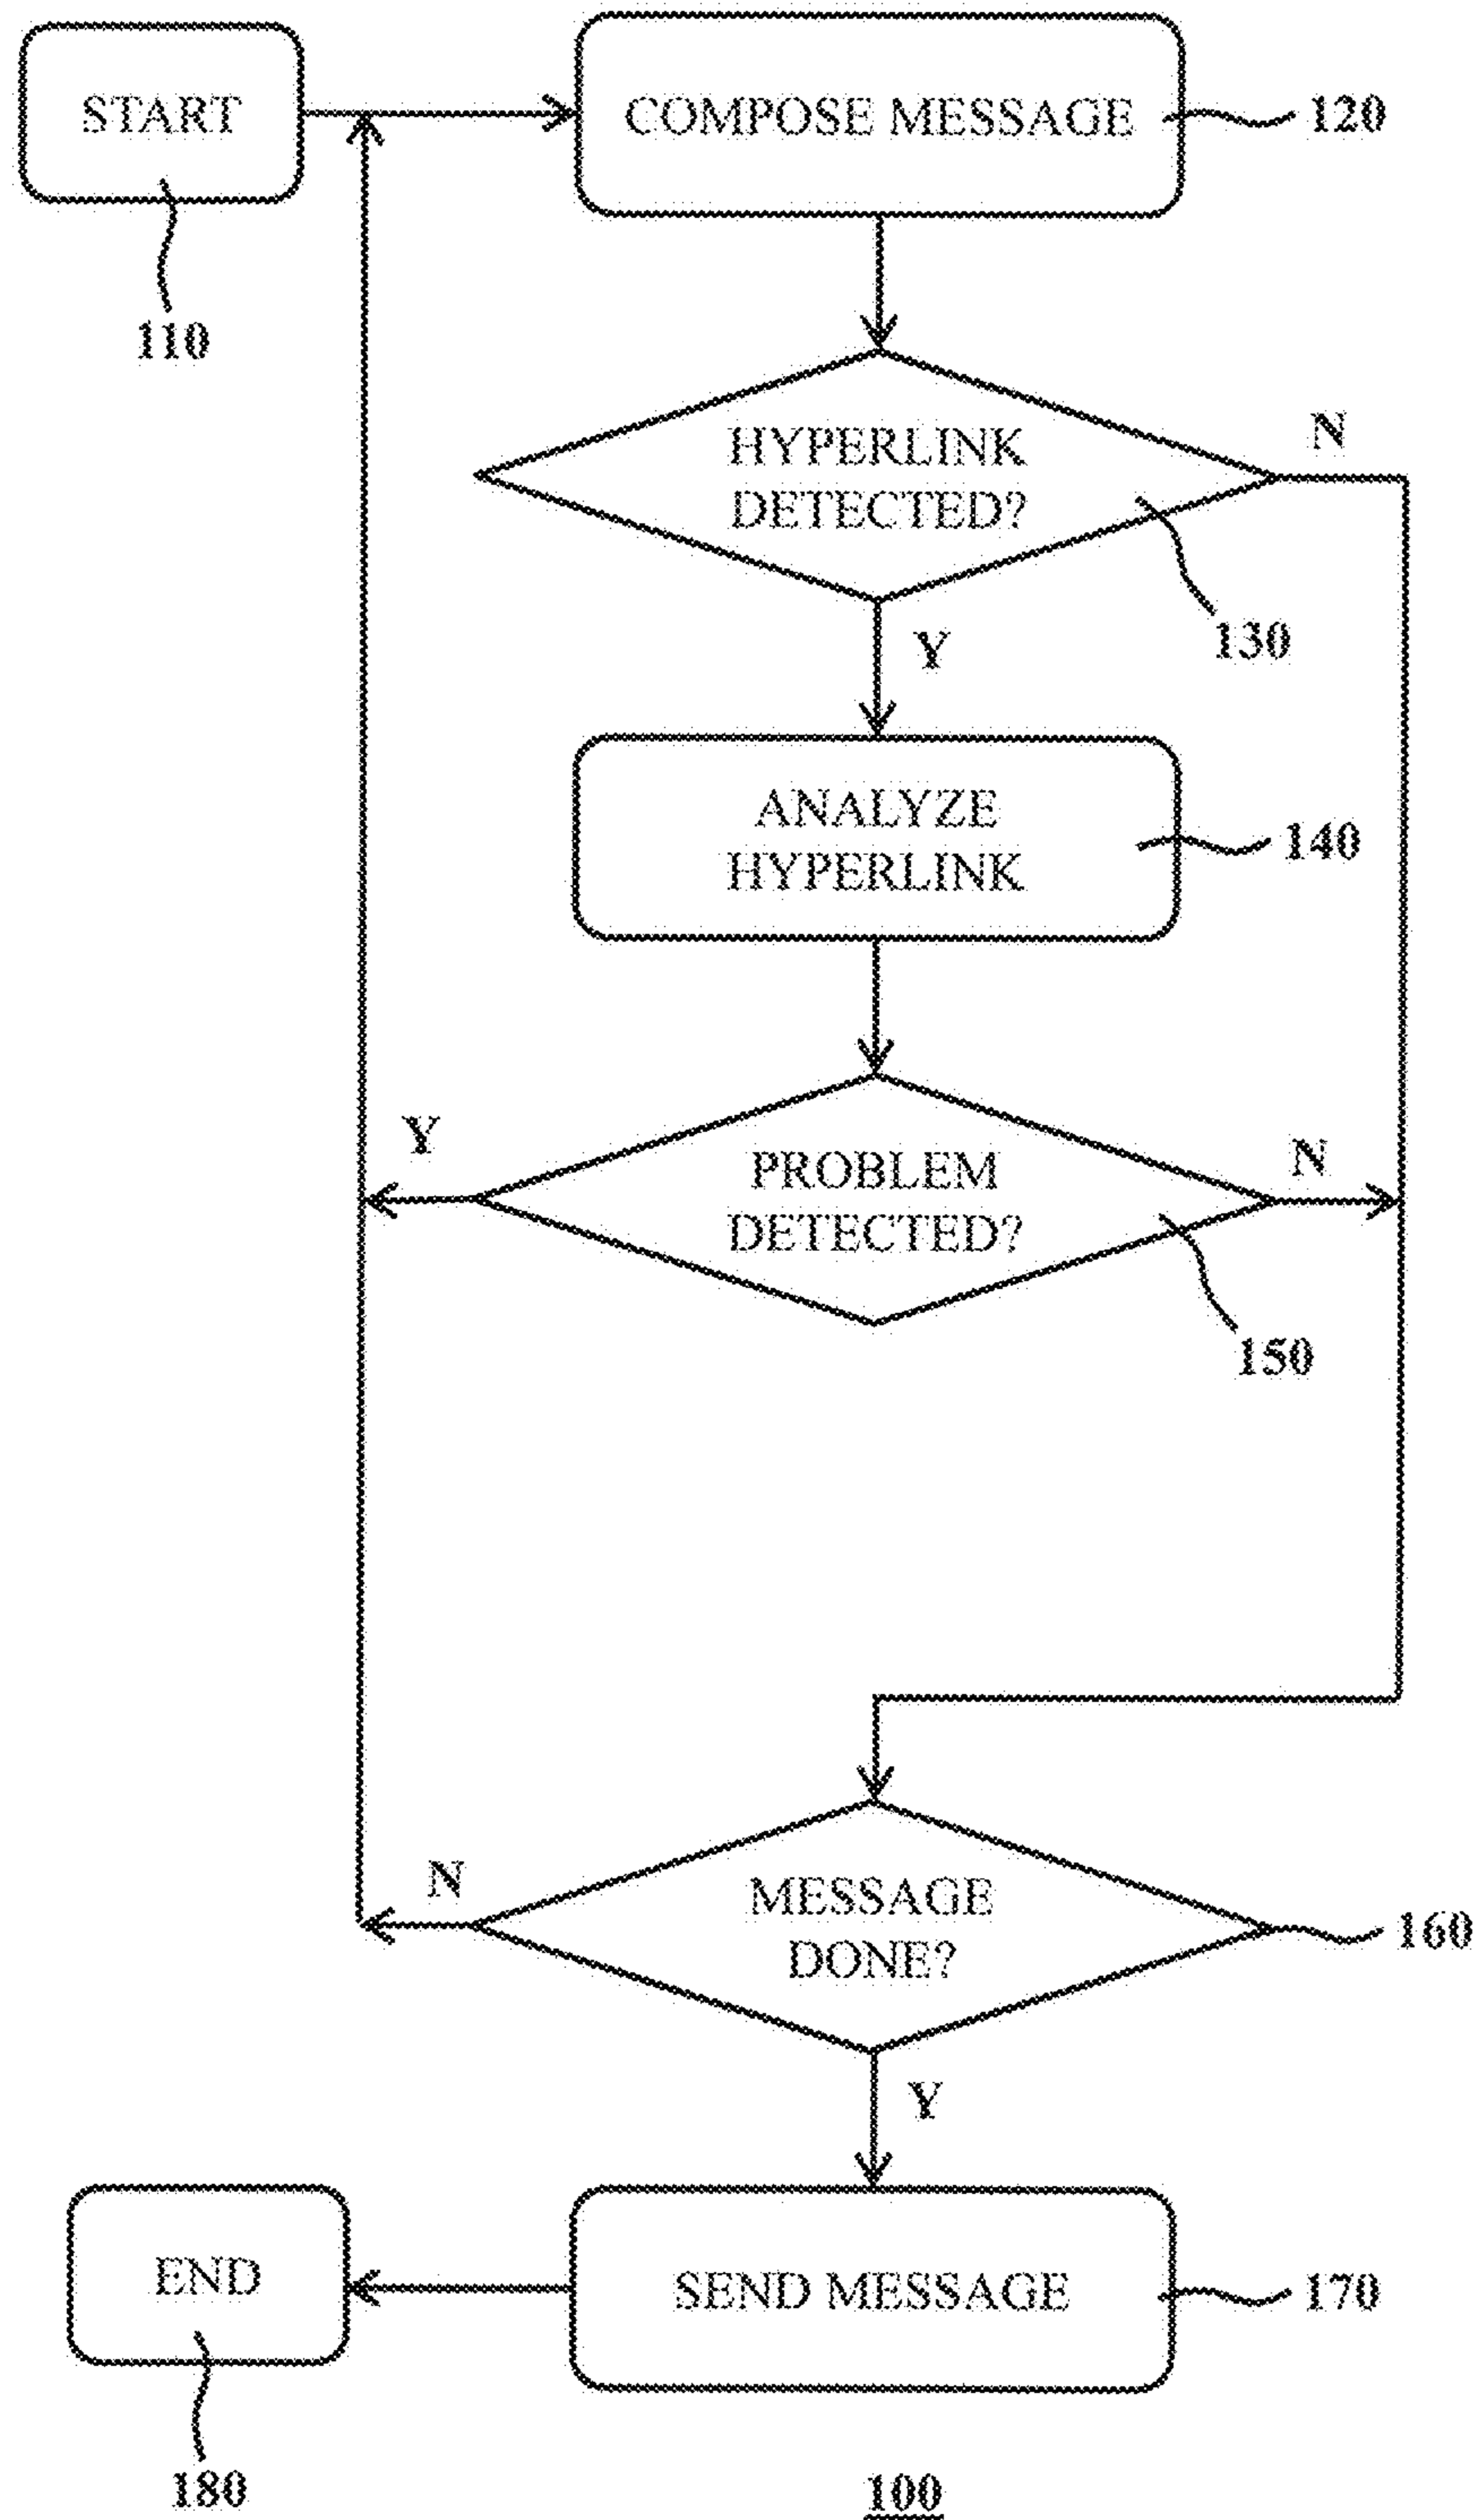 START
COMPOSE MESSAGE
120
110
HYPERLINK
DETECTED?
N
130
Y
ANALYZE
HYPERLINK
140
Y
PROBLEM
DETECTED?
N
150
N
MESSAGE
DONE?
160
Y
END
SEND MESSAGE
170
180
100